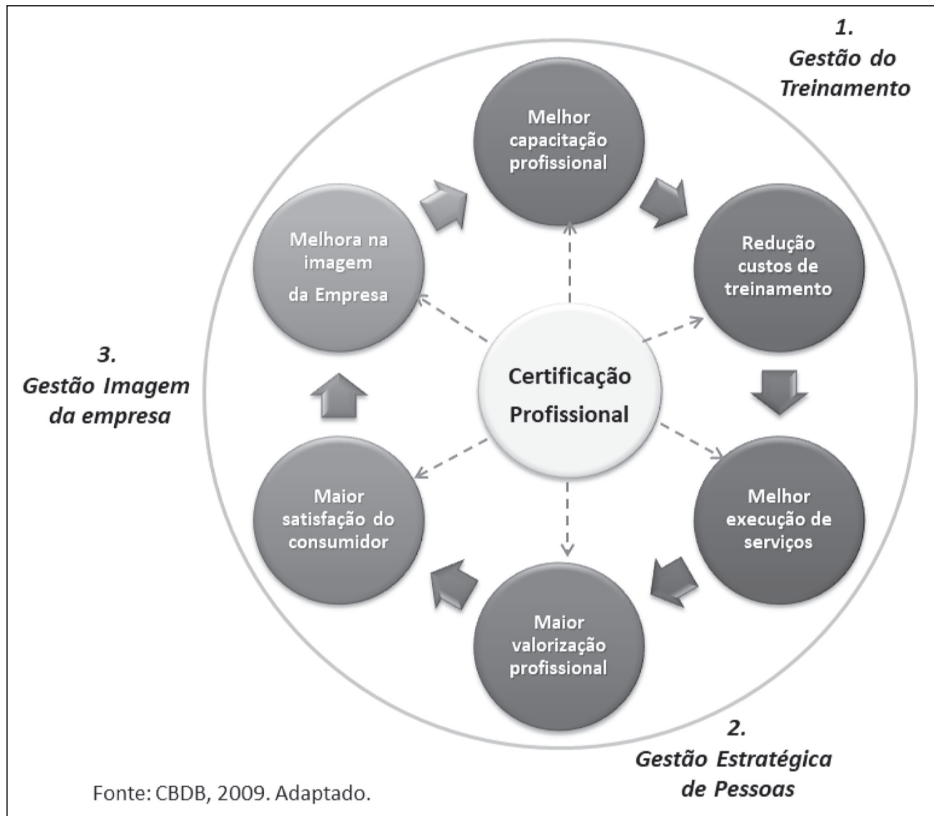 1.
Gestão do
Treinamento
Melhor
capacitação
profissional
Redução
custos de
treinamento
Melhor
execução de
serviços
Maior
valorização
profissional
2.
Gestão Estratégica
de Pessoas
Maior
satisfação do
consumidor
3.
Gestão Imagem
da empresa
Melhora na
imagem
da Empresa
Certificação
Profissional
Fonte: CBDB, 2009. Adaptado.